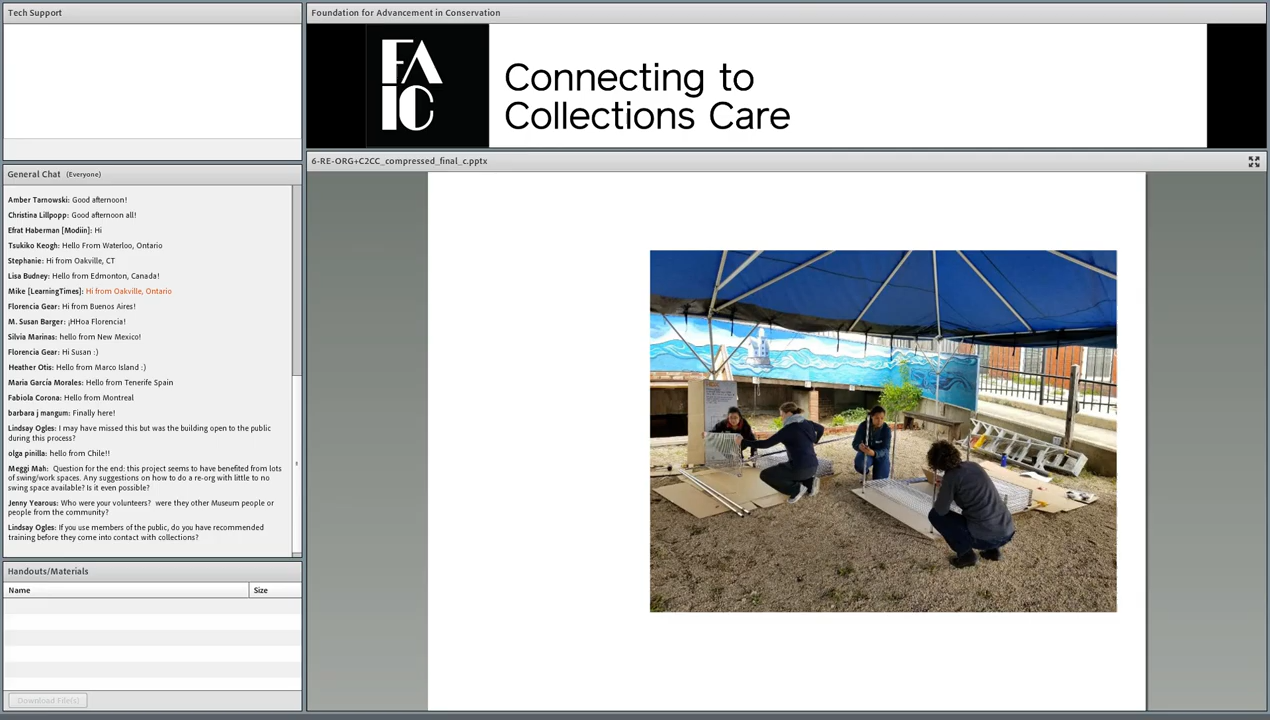 Tech Support
General Chat (Everyone)
Amber Tarnowski: Good afternoon!
Christina Lillpopp: Good afternoon all!
Efrat Haberman [Modiin]: Hi
Tsukiko Keogh: Hello From Waterloo, Ontario
Stephanie: Hi from Oakville, CT
Lisa Budney: Hello from Edmonton, Canada!
Mike [LearningTimes]: Hi from Oakville, Ontario
Florencia Gear: Hi from Buenos Aires!
M. Susan Barger: ¡HHoa Florencia!
Silvia Marinas: hello from New Mexico!
Florencia Gear: Hi Susan :)
Heather Otis: Hello from Marco Island :)
Maria García Morales: Hello from Tenerife Spain
Fabiola Corona: Hello from Montreal
barbara j mangum: Finally here!
Lindsay Ogles: I may have missed this but was the building open to the public
during this process?
olga pinilla: hello from Chile!!
Meggi Mah: Question for the end: this project seems to have benefited from lots
of swing/work spaces. Any suggestions on how to do a re-org with little to no
swing space available? Is it even possible?
Jenny Yearous: Who were your volunteers? were they other Museum people or
people from the community?
Lindsay Ogles: If you use members of the public, do you have recommended
training before they come into contact with collections?
Handouts/Materials
Name Size
Download File(s)
Foundation for Advancement in Conservation
FAIC
Connecting to
Collections Care
6-RE-ORG+C2CC_compressed_final_c.pptx